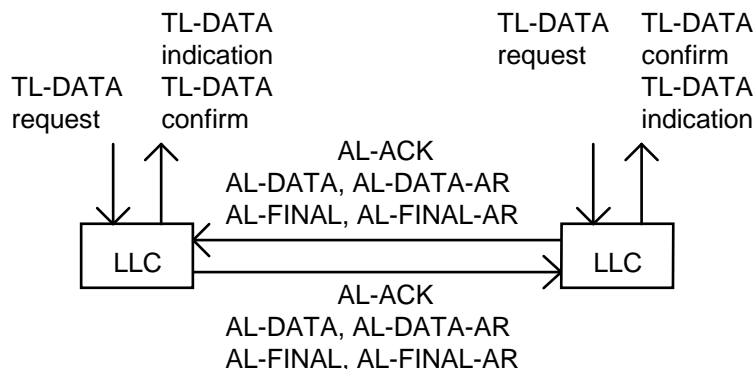 TL-DATA
indication
TL-DATA
confirm
TL-DATA
request
TL-DATA
request
TL-DATA
confirm
TL-DATA
indication
AL-ACK
AL-DATA, AL-DATA-AR
AL-FINAL, AL-FINAL-AR
LLC
LLC
AL-ACK
AL-DATA, AL-DATA-AR
AL-FINAL, AL-FINAL-AR